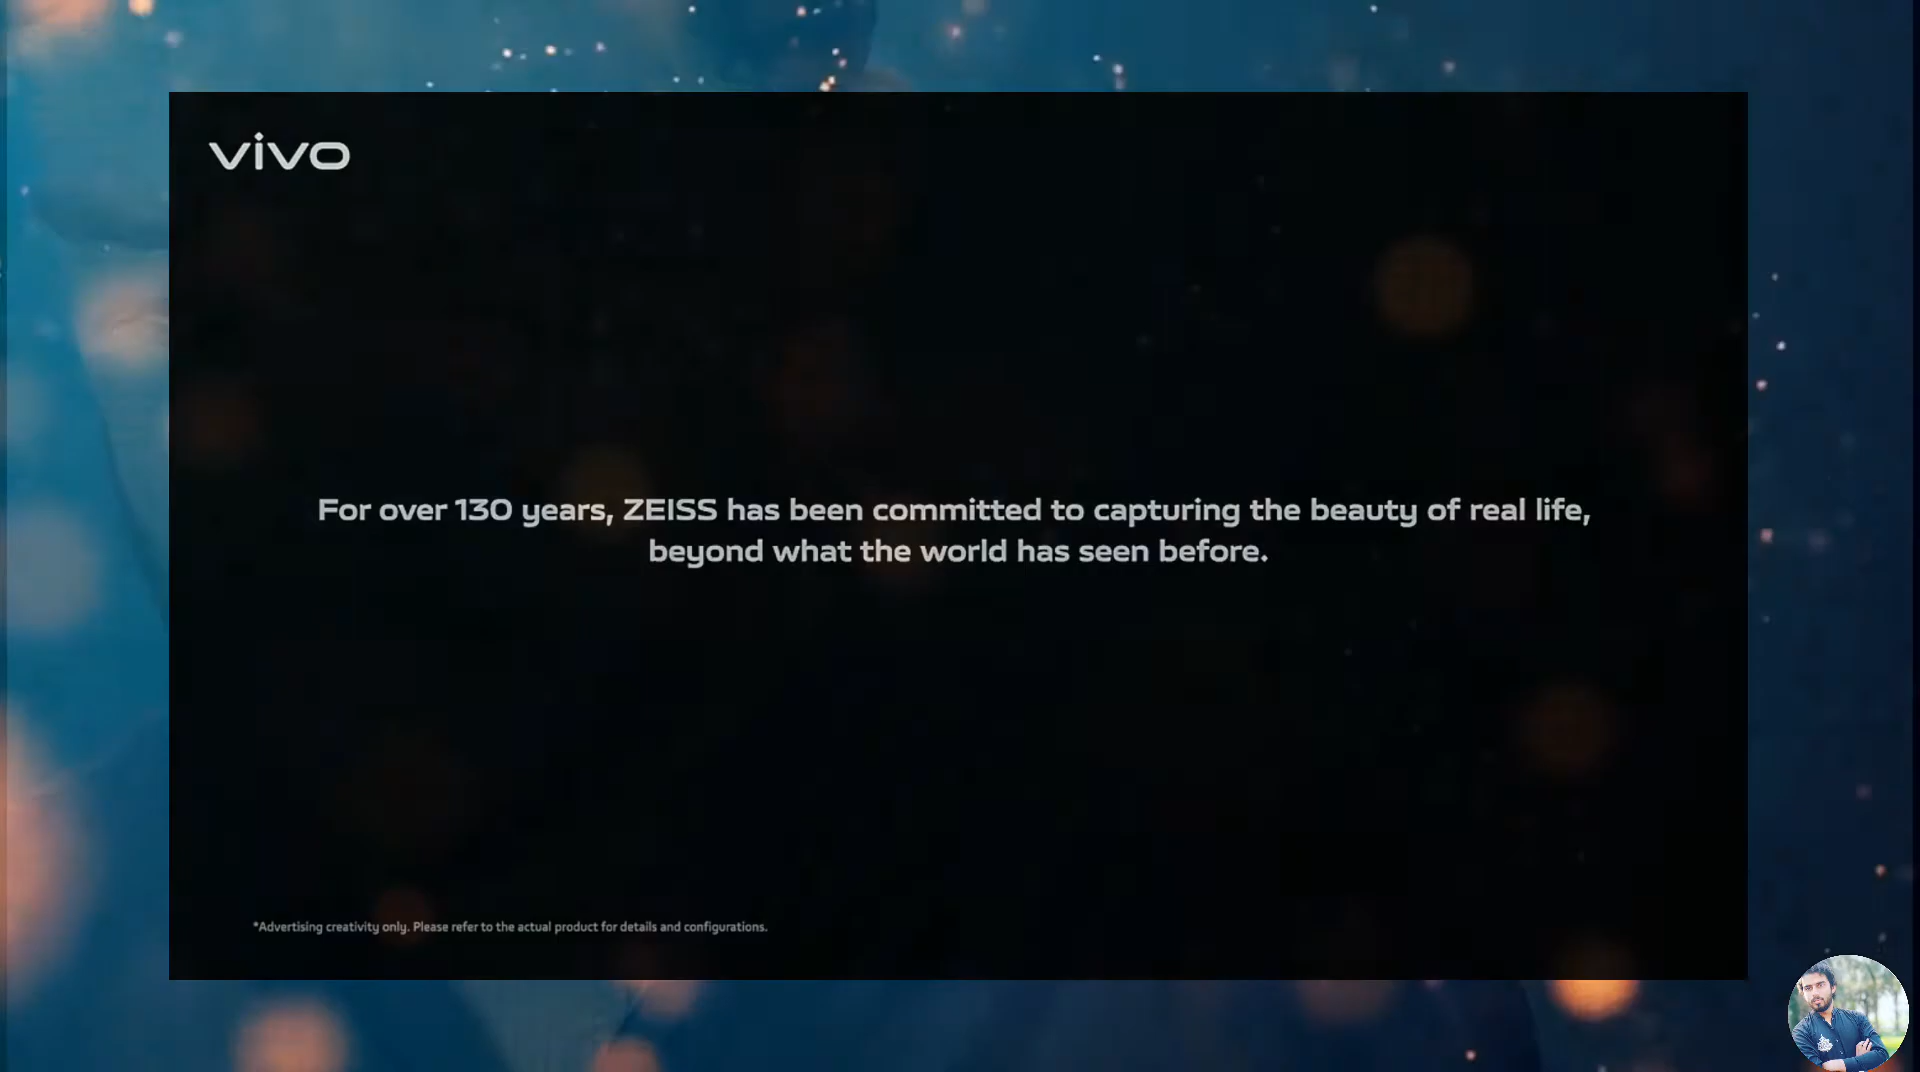 vivo
For over 130 years, ZEISS has been committed to capturing the beauty of real life,
beyond what the world has seen before.
*Advertising creativity only. Please refer to the actual product for details and configurations.